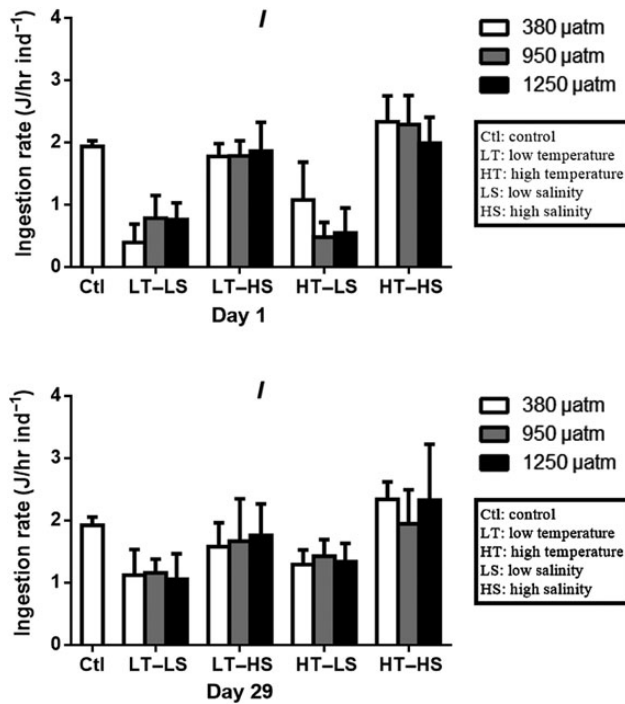 I
4
3
2
1
0
Ingestion rate (J/hr ind⁻¹)
Ctl LT–LS LT–HS HT–LS HT–HS
Day 1
380 µatm
950 µatm
1250 µatm
Ctl: control
LT: low temperature
HT: high temperature
LS: low salinity
HS: high salinity
I
4
3
2
1
0
Ingestion rate (J/hr ind⁻¹)
Ctl LT–LS LT–HS HT–LS HT–HS
Day 29
380 µatm
950 µatm
1250 µatm
Ctl: control
LT: low temperature
HT: high temperature
LS: low salinity
HS: high salinity